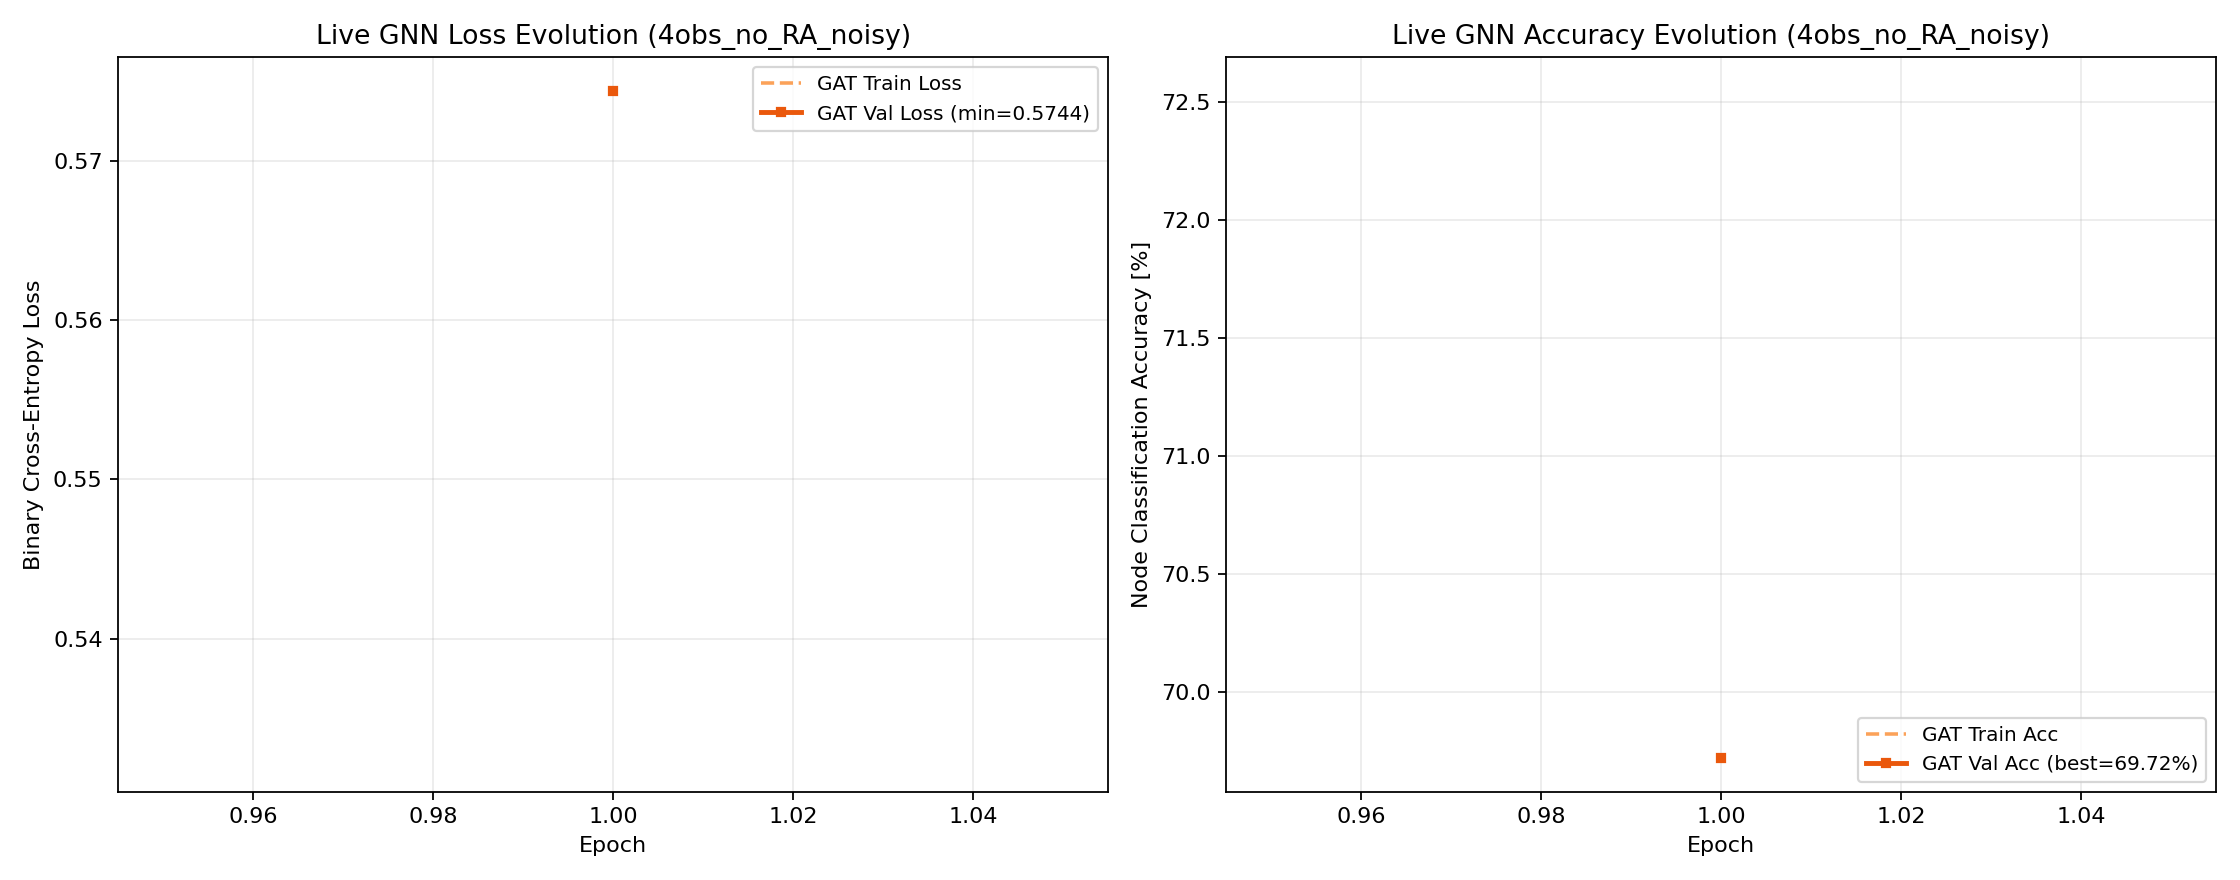 Live GNN Loss Evolution (4obs_no_RA_noisy)
GAT Train Loss
GAT Val Loss (min=0.5744)
Binary Cross-Entropy Loss
0.57
0.56
0.55
0.54
0.96
0.98
1.00
1.02
1.04
Epoch
Live GNN Accuracy Evolution (4obs_no_RA_noisy)
Node Classification Accuracy [%]
72.5
72.0
71.5
71.0
70.5
70.0
GAT Train Acc
GAT Val Acc (best=69.72%)
0.96
0.98
1.00
1.02
1.04
Epoch